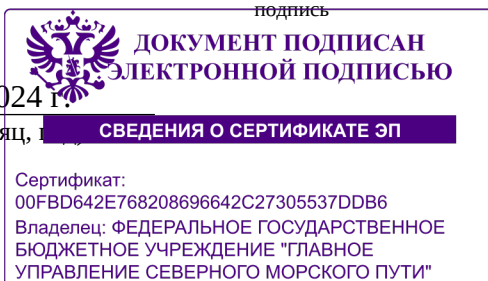 подпись
ДОКУМЕНТ ПОДПИСАН
ЭЛЕКТРОННОЙ ПОДПИСЬЮ
024 г.
СВЕДЕНИЯ О СЕРТИФИКАТЕ ЭП
Сертификат:
00FBD642E768208696642C27305537DDB6
Владелец: ФЕДЕРАЛЬНОЕ ГОСУДАРСТВЕННОЕ
БЮДЖЕТНОЕ УЧРЕЖДЕНИЕ "ГЛАВНОЕ
УПРАВЛЕНИЕ СЕВЕРНОГО МОРСКОГО ПУТИ"